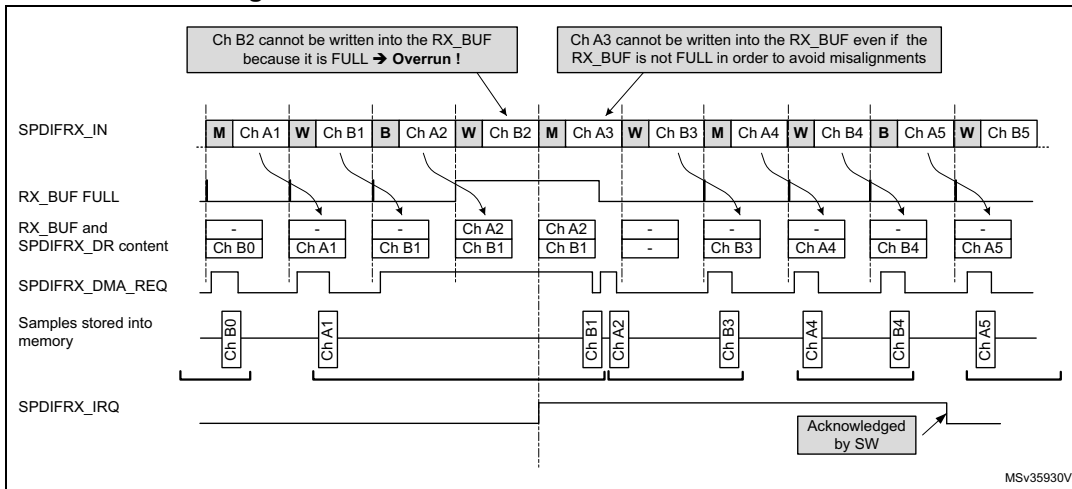 Ch B2 cannot be written into the RX_BUF
because it is FULL ➔ Overrun !
Ch A3 cannot be written into the RX_BUF even if the
RX_BUF is not FULL in order to avoid misalignments
SPDIFRX_IN
M Ch A1 W Ch B1 B Ch A2 W Ch B2 M Ch A3 W Ch B3 M Ch A4 W Ch B4 B Ch A5 W Ch B5
RX_BUF FULL
RX_BUF and
SPDIFRX_DR content
- - - Ch A2 Ch A2 - - - - -
Ch B0 Ch A1 Ch B1 Ch B1 Ch B1 - Ch B3 Ch A4 Ch B4 Ch A5
SPDIFRX_DMA_REQ
Samples stored into
memory
Ch B0 Ch A1 Ch B1 Ch A2 Ch B3 Ch A4 Ch B4 Ch A5
SPDIFRX_IRQ
Acknowledged
by SW
MSv35930V